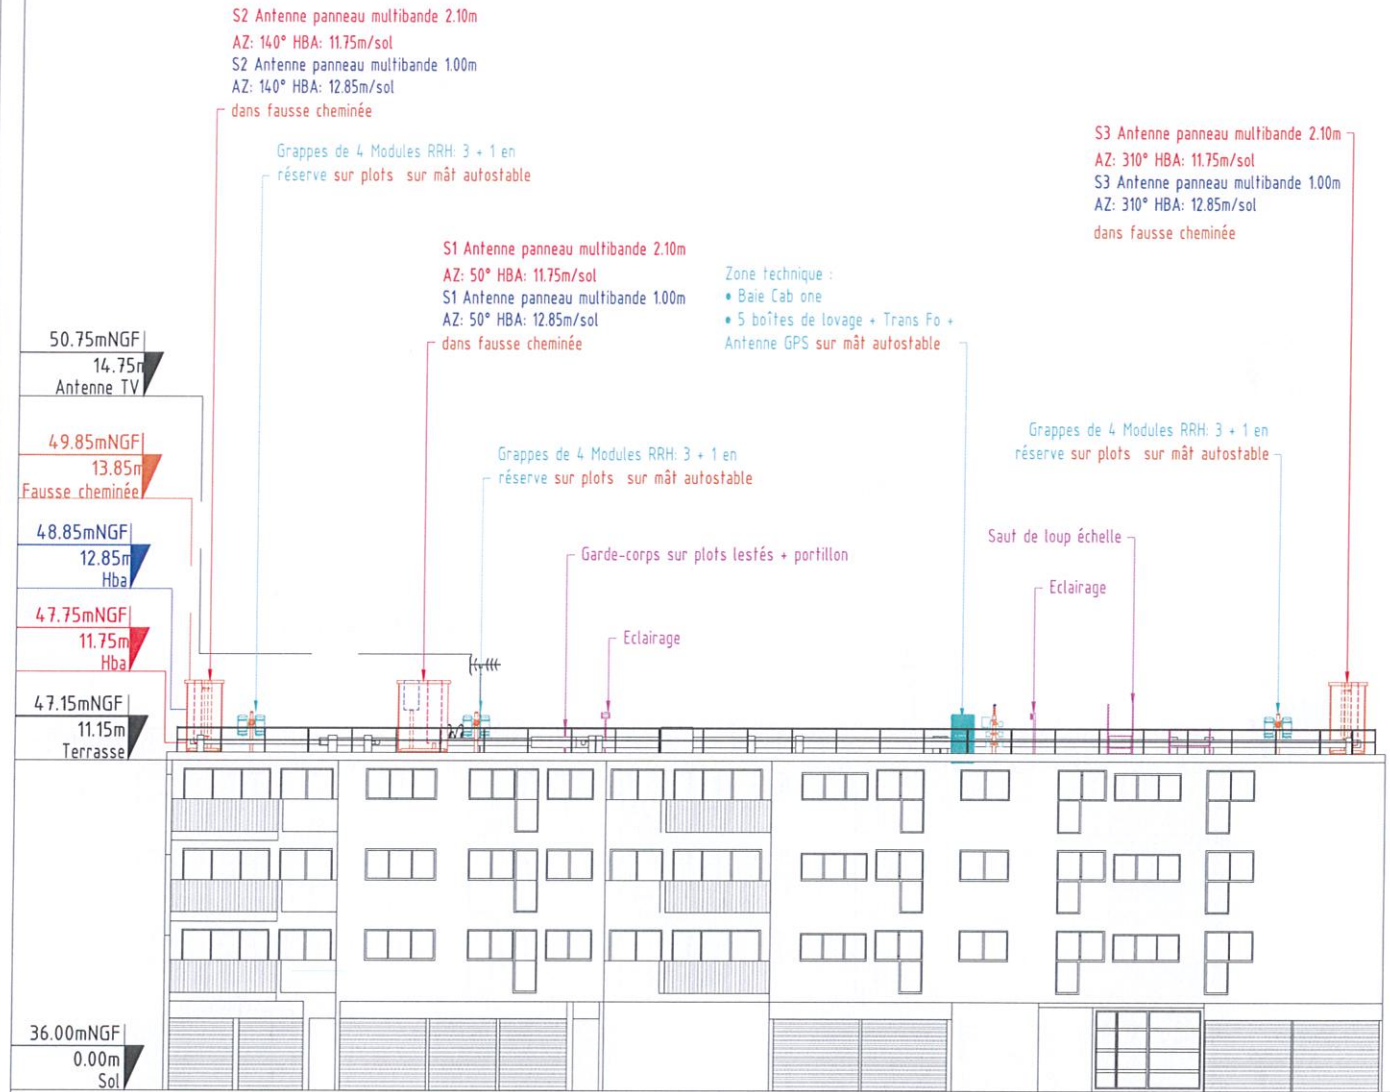 S2 Antenne panneau multibande 2.10m
AZ: 140° HBA: 11.75m/sol
S2 Antenne panneau multibande 1.00m
AZ: 140° HBA: 12.85m/sol
dans fausse cheminée
Grappes de 4 Modules RRH: 3 + 1 en
réserve sur plots sur mât autostable
S3 Antenne panneau multibande 2.10m
AZ: 310° HBA: 11.75m/sol
S3 Antenne panneau multibande 1.00m
AZ: 310° HBA: 12.85m/sol
dans fausse cheminée
S1 Antenne panneau multibande 2.10m
AZ: 50° HBA: 11.75m/sol
S1 Antenne panneau multibande 1.00m
AZ: 50° HBA: 12.85m/sol
dans fausse cheminée
Zone technique :
• Baie Cab one
• 5 boîtes de lovage + Trans Fo +
Antenne GPS sur mât autostable
50.75mNGF
14.75m
Antenne TV
49.85mNGF
13.85m
Fausse cheminée
Grappes de 4 Modules RRH: 3 + 1 en
réserve sur plots sur mât autostable
Grappes de 4 Modules RRH: 3 + 1 en
réserve sur plots sur mât autostable
48.85mNGF
12.85m
Hba
Garde-corps sur plots lestés + portillon
Saut de loup échelle
Eclairage
47.75mNGF
11.75m
Hba
Eclairage
47.15mNGF
11.15m
Terrasse
36.00mNGF
0.00m
Sol